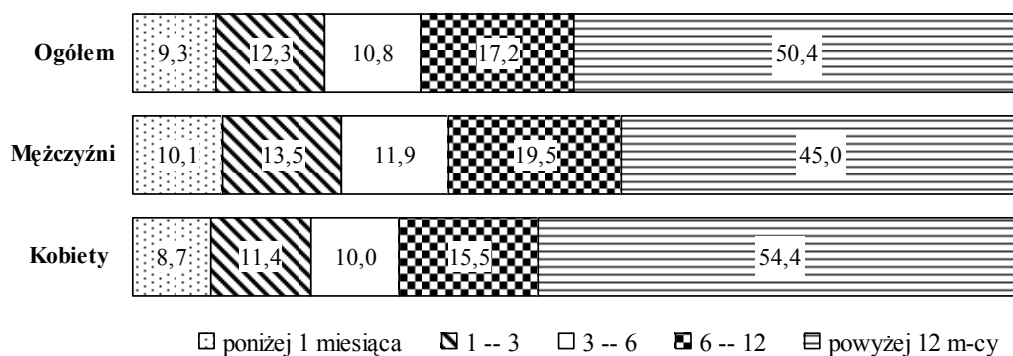 Ogółem 9,3 12,3 10,8 17,2 50,4
Mężczyźni 10,1 13,5 11,9 19,5 45,0
Kobiety 8,7 11,4 10,0 15,5 54,4
poniżej 1 miesiąca 1 -- 3 3 -- 6 6 -- 12 powyżej 12 m-cy